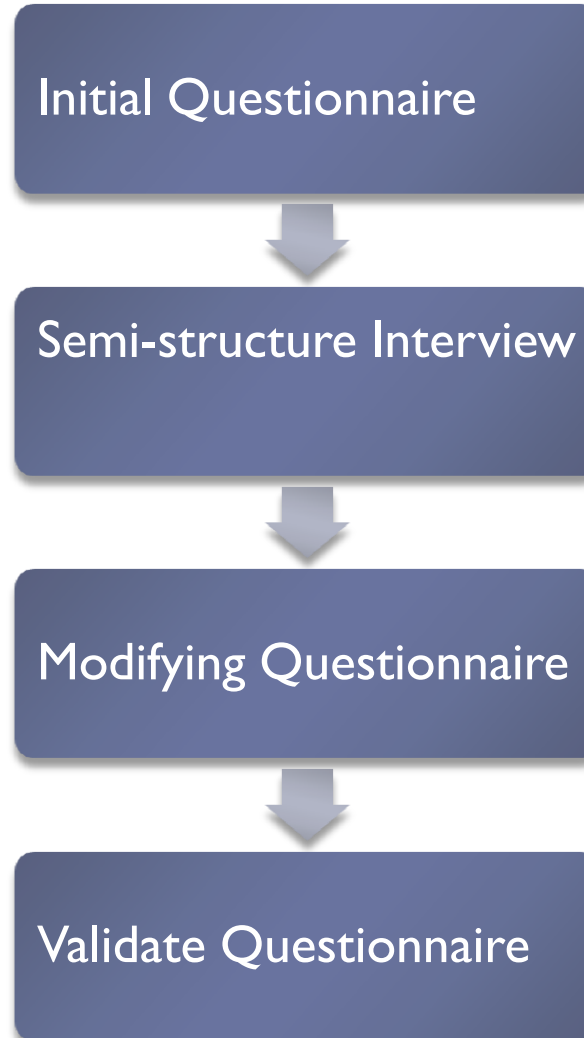 Initial Questionnaire
Semi-structure Interview
Modifying Questionnaire
Validate Questionnaire